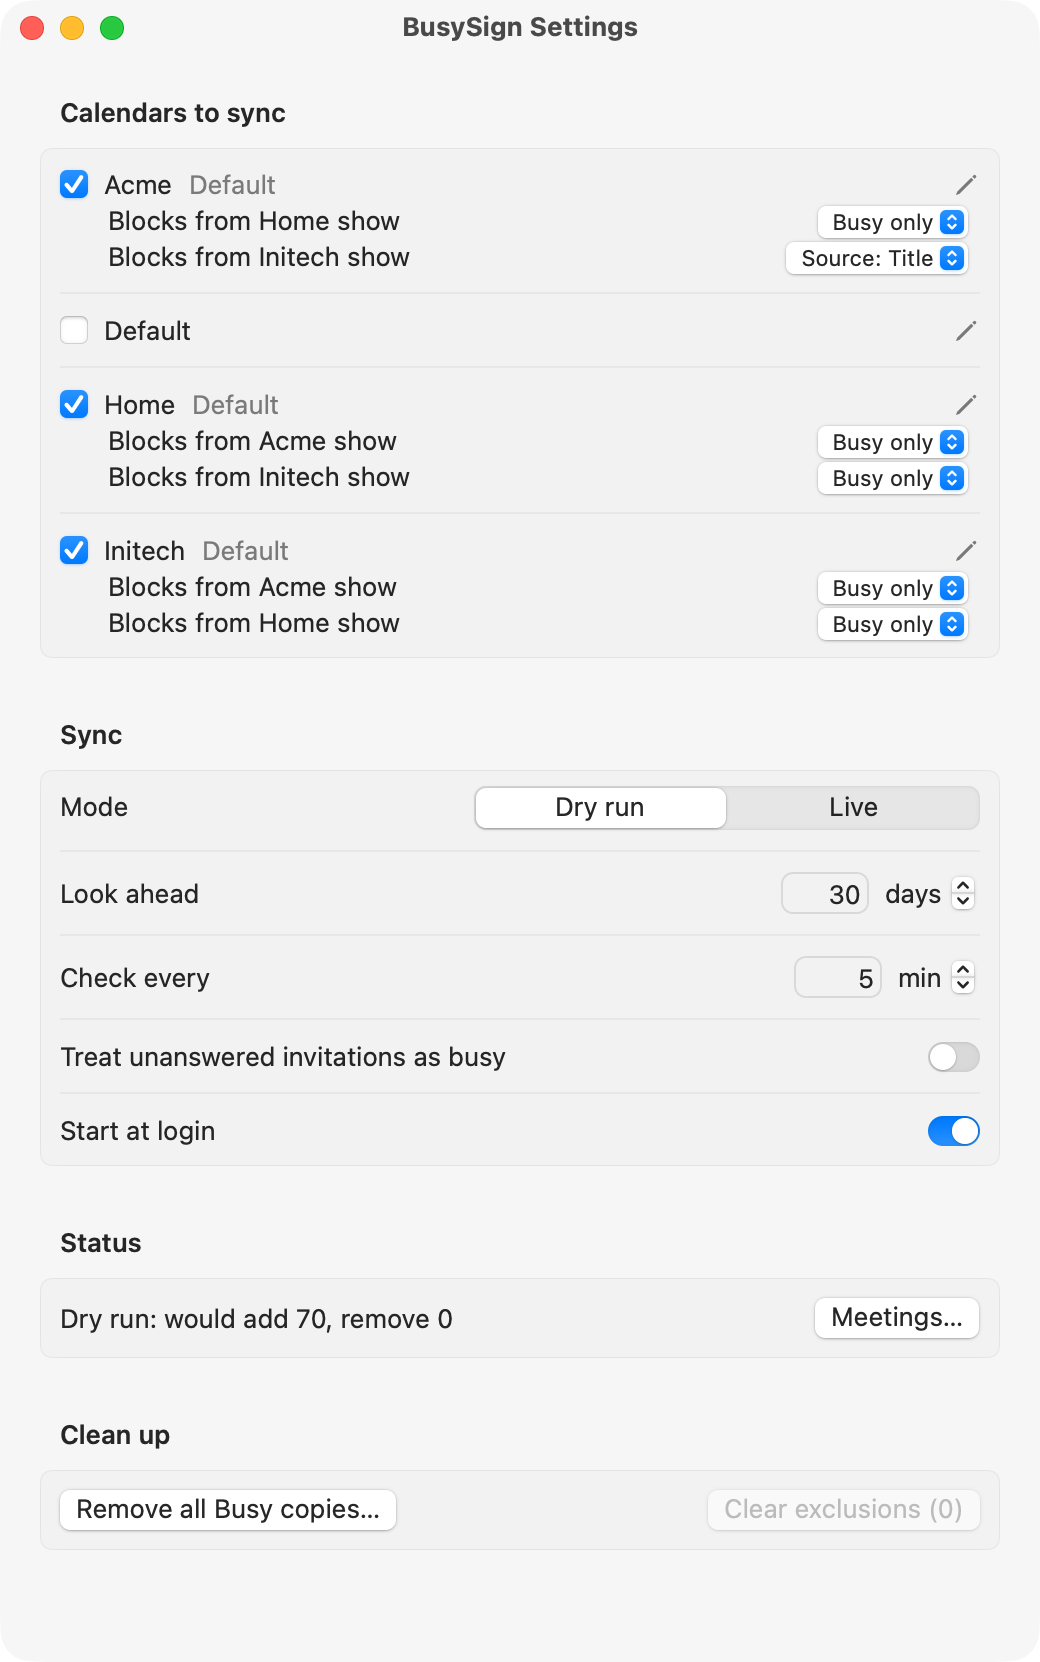 BusySign Settings
Calendars to sync
Acme Default
Blocks from Home show Busy only
Blocks from Initech show Source: Title
Default
Home Default
Blocks from Acme show Busy only
Blocks from Initech show Busy only
Initech Default
Blocks from Acme show Busy only
Blocks from Home show Busy only
Sync
Mode Dry run Live
Look ahead 30 days
Check every 5 min
Treat unanswered invitations as busy
Start at login
Status
Dry run: would add 70, remove 0 Meetings...
Clean up
Remove all Busy copies... Clear exclusions (0)